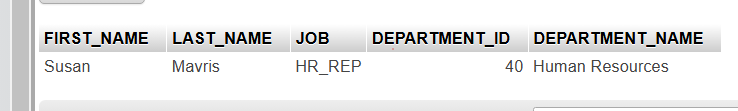 FIRST_NAME LAST_NAME JOB DEPARTMENT_ID DEPARTMENT_NAME
Susan Mavris HR_REP 40 Human Resources